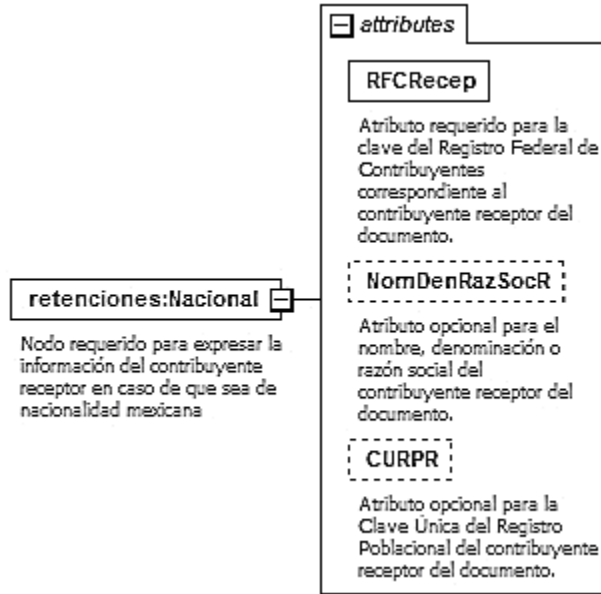 attributes
RFCRecep
Atributo requerido para la
clave del Registro Federal de
Contribuyentes
correspondiente al
contribuyente receptor del
documento.
retenciones:Nacional
Nodo requerido para expresar la
información del contribuyente
receptor en caso de que sea de
nacionalidad mexicana
NomDenRazSocR
Atributo opcional para el
nombre, denominación o
razón social del
contribuyente receptor del
documento.
CURPR
Atributo opcional para la
Clave Única del Registro
Poblacional del contribuyente
receptor del documento.